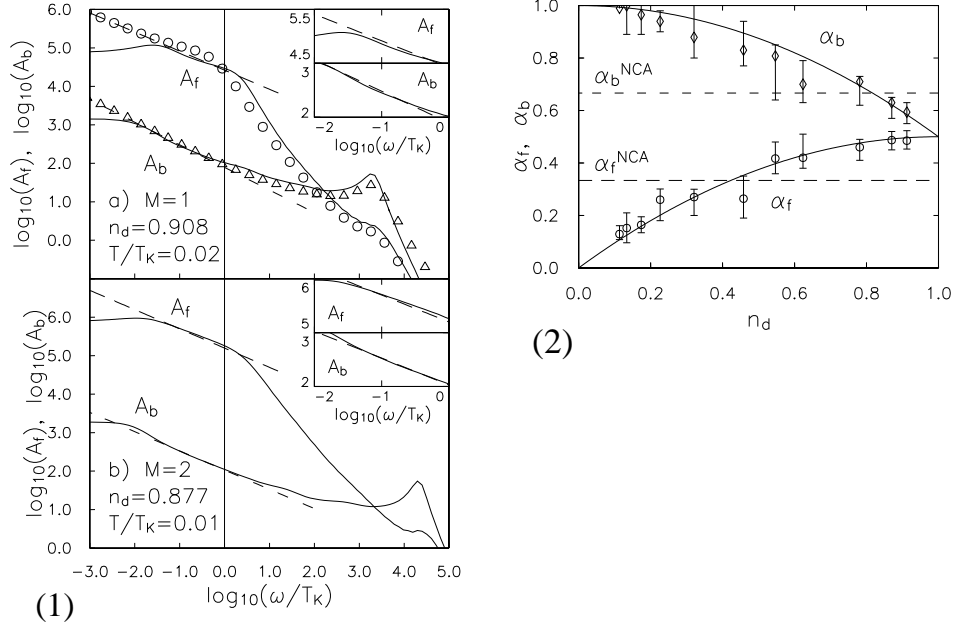 log10(Af), log10(Ab)
6.0
5.0
4.0
3.0
2.0
1.0
0.0
Af
Ab
a) M=1
nd=0.908
T/TK=0.02
5.5
Af
4.5
3
Ab
2
−2
−1
0
log10(ω/TK)
log10(Af), log10(Ab)
6.0
5.0
4.0
3.0
2.0
1.0
0.0
Af
Ab
b) M=2
nd=0.877
T/TK=0.01
6
Af
5
3
Ab
2
−2
−1
0
log10(ω/TK)
−3.0 −2.0 −1.0 0.0 1.0 2.0 3.0 4.0 5.0
log10(ω/TK)
(1)
αf, αb
1.0
0.8
0.6
0.4
0.2
0.0
αb
αbNCA
αfNCA
αf
0.0 0.2 0.4 0.6 0.8 1.0
nd
(2)